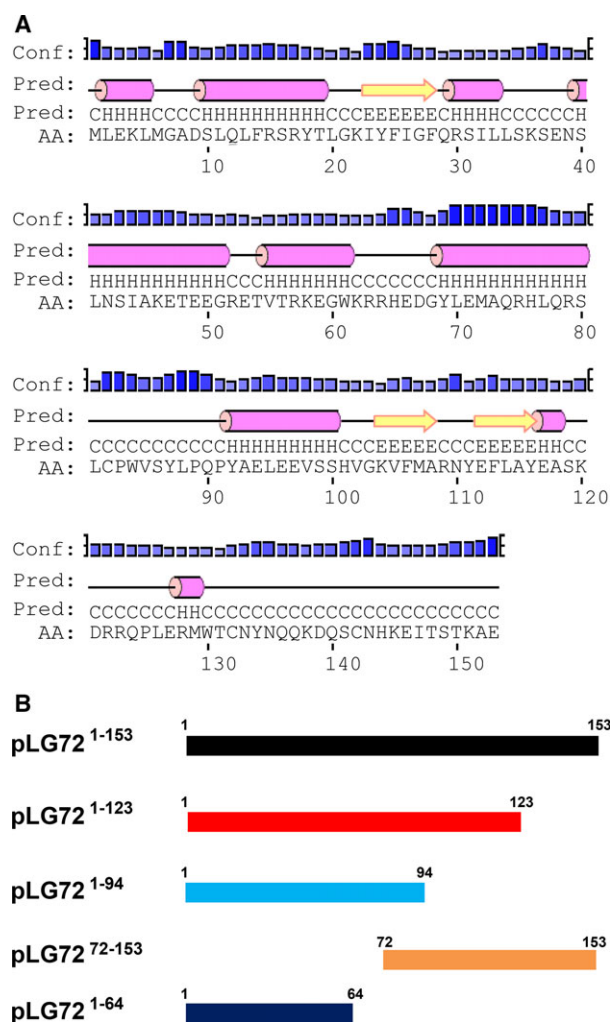 A
Conf:
Pred:
Pred: CHHHHCCCCHHHHHHHHHHHCCCEEEEEECHHHHCCCCCCH
AA: MLEKLMGADSLQLFRSRYTLGKIYFIGFQRSILLSKSENS
10 20 30 40
Conf:
Pred:
Pred: HHHHHHHHHHHCCCHHHHHHHCCCCCCCHHHHHHHHHHHH
AA: LNSIAKETEEGRETVTRKEGWKRRHEDGYLEMAQRHLQRS
50 60 70 80
Conf:
Pred:
Pred: CCCCCCCCCCCHHHHHHHHHCCCEEEEECCCEEEEEHHCC
AA: LCPWVSYLPQPYAELEEVSSHVGKVFMARNYEFLAYEASK
90 100 110 120
Conf:
Pred:
Pred: CCCCCCCHHCCCCCCCCCCCCCCCCCCCCCCCC
AA: DRRQPLERMWTCNYNQQKDQSCNHKEITSTKAE
130 140 150
B
pLG72 1-153 1 153
pLG72 1-123 1 123
pLG72 1-94 1 94
pLG72 72-153 72 153
pLG72 1-64 1 64